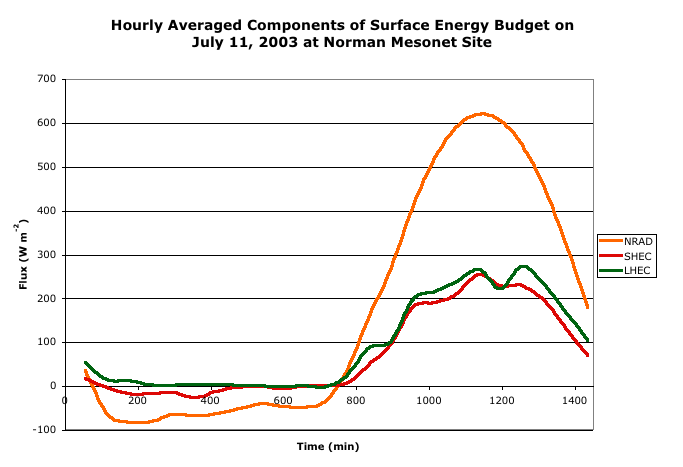 Hourly Averaged Components of Surface Energy Budget on
July 11, 2003 at Norman Mesonet Site
700
600
500
400
300
200
100
0
-100
0 200 400 600 800 1000 1200 1400
Flux (W m⁻²)
Time (min)
NRAD
SHEC
LHEC